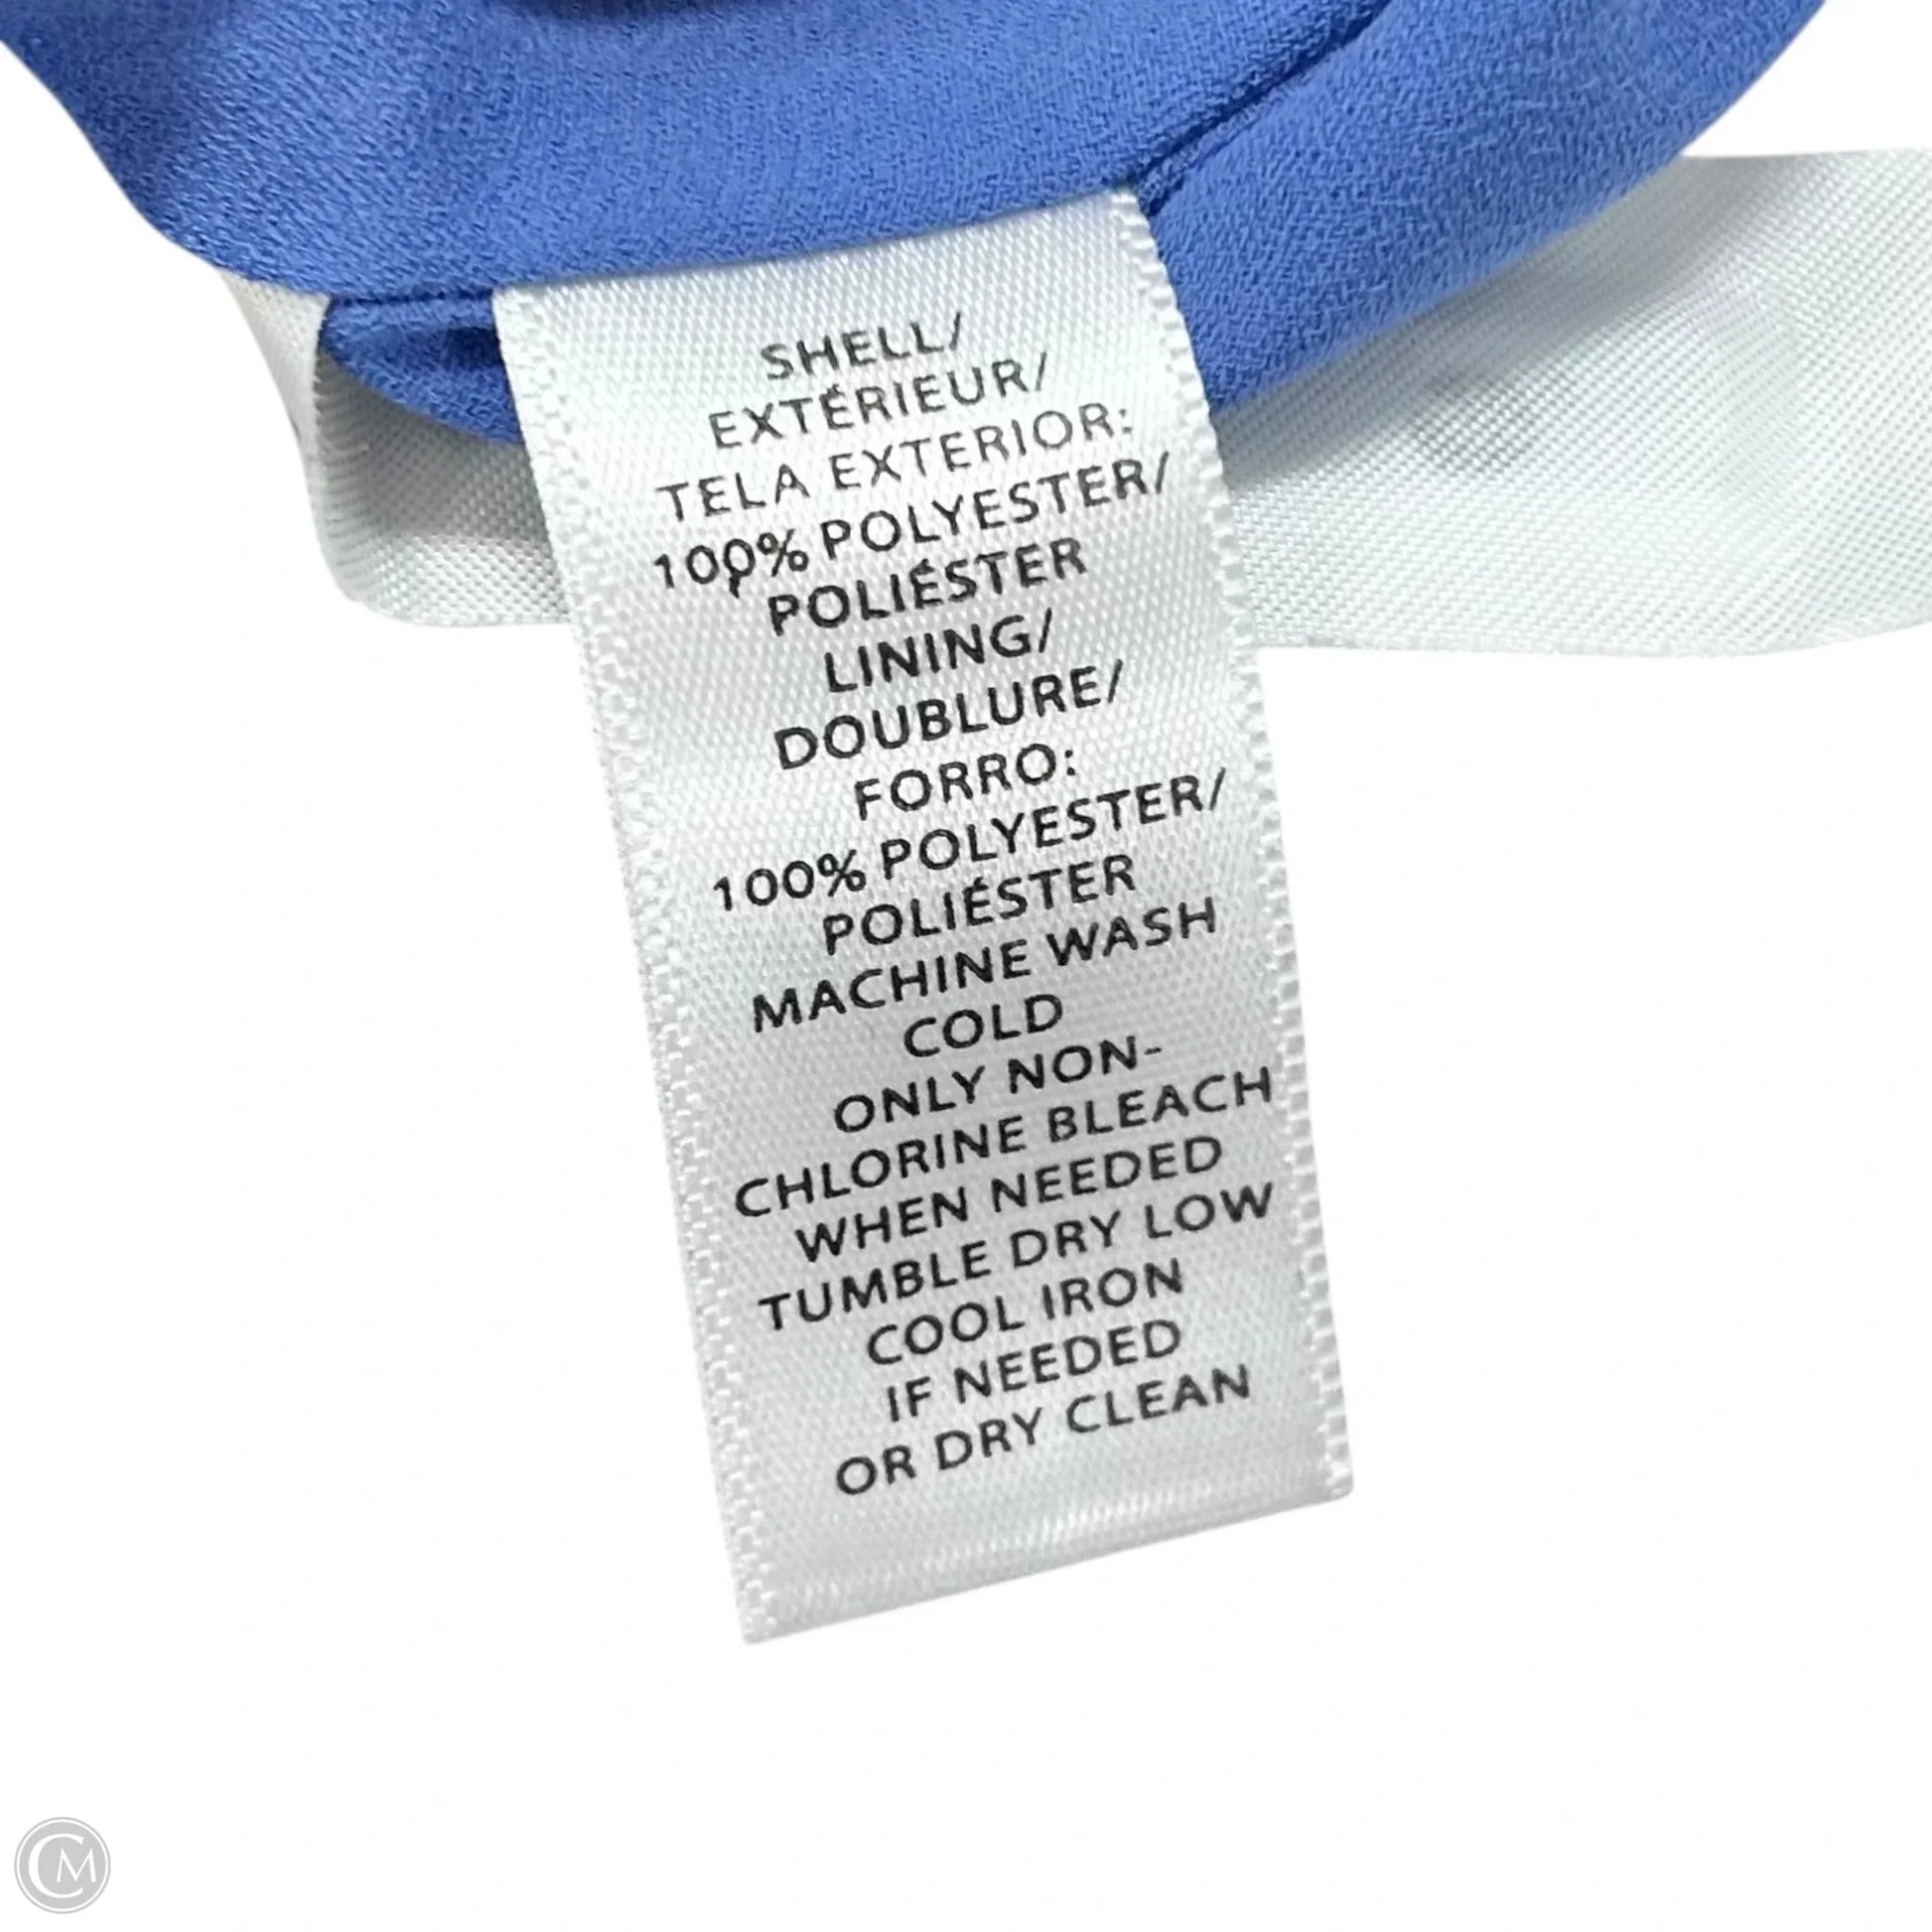 SHELL/
EXTÉRIEUR/
TELA EXTERIOR:
100% POLYESTER/
POLIÉSTER
LINING/
DOUBLURE/
FORRO:
100% POLYESTER/
POLIÉSTER
MACHINE WASH
COLD
ONLY NON-
CHLORINE BLEACH
WHEN NEEDED
TUMBLE DRY LOW
COOL IRON
IF NEEDED
OR DRY CLEAN
CM